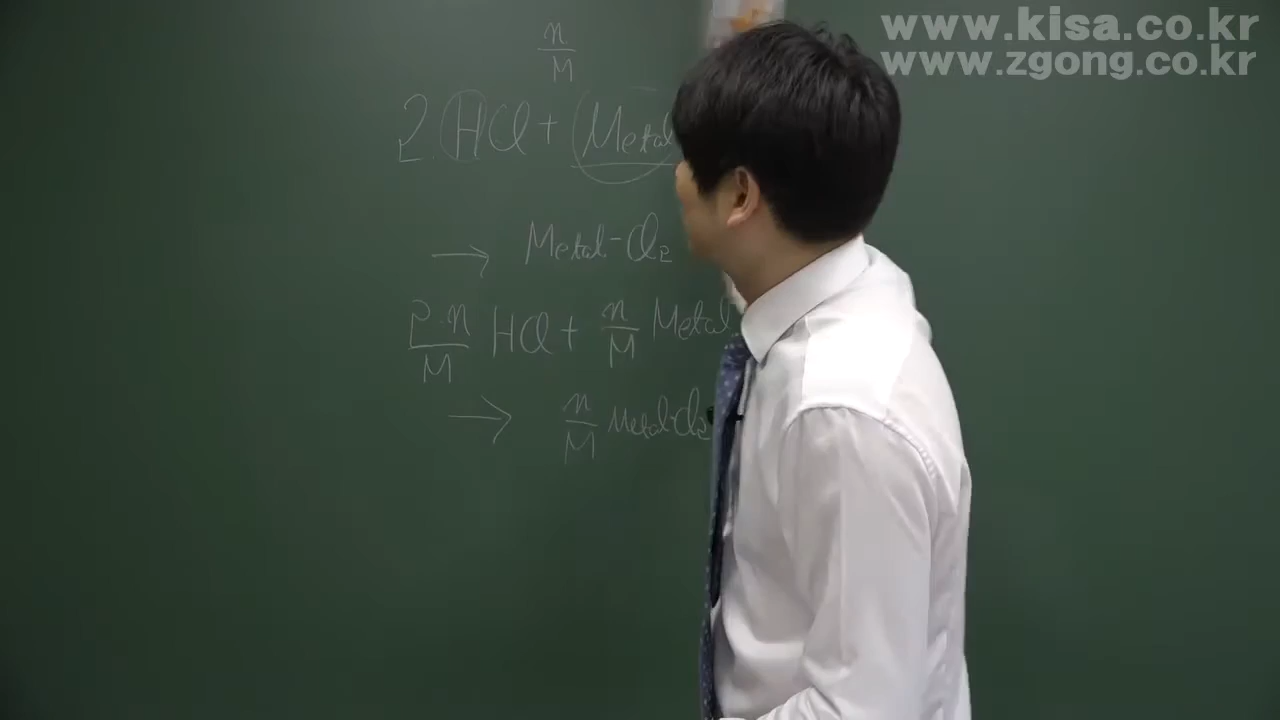 www.kisa.co.kr
www.zgong.co.kr
n/M
2 HCl + (Metal
→ Metal-Cl2
2·n/M HCl + n/M Metal
→ n/M Metal-Cl2